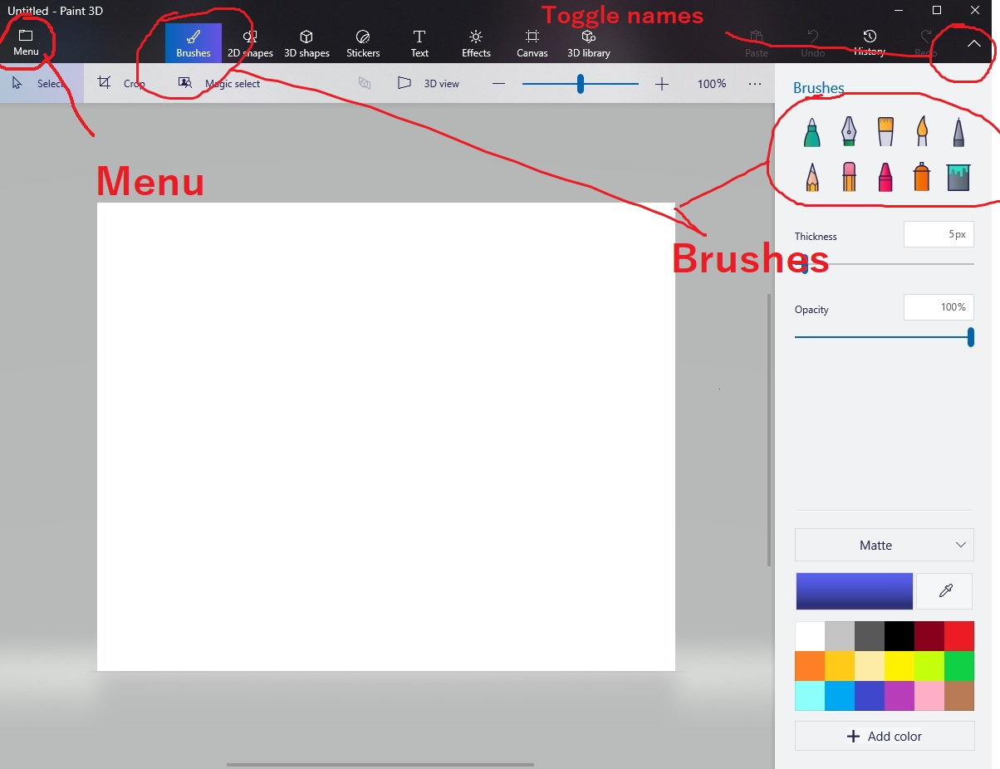 Untitled - Paint 3D
Toggle names
Menu
Brushes
2D shapes
3D shapes
Stickers
Text
Effects
Canvas
3D library
Paste
Undo
History
Redo
Select
Crop
Magic select
3D view
100%
Brushes
Menu
Thickness
5px
Brushes
Opacity
100%
Matte
Add color